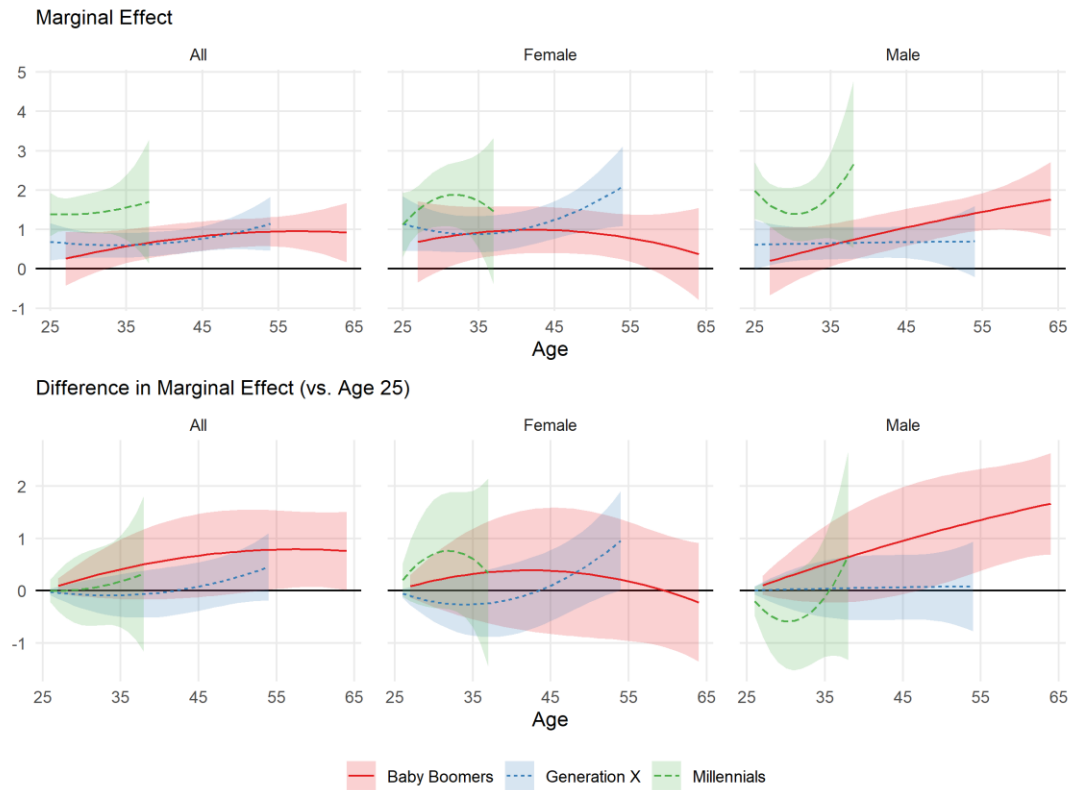 Marginal Effect
All Female Male
5
4
3
2
1
0
-1
25 35 45 55 65 25 35 45 55 65 25 35 45 55 65
Age
Difference in Marginal Effect (vs. Age 25)
All Female Male
2
1
0
-1
25 35 45 55 65 25 35 45 55 65 25 35 45 55 65
Age
Baby Boomers Generation X Millennials